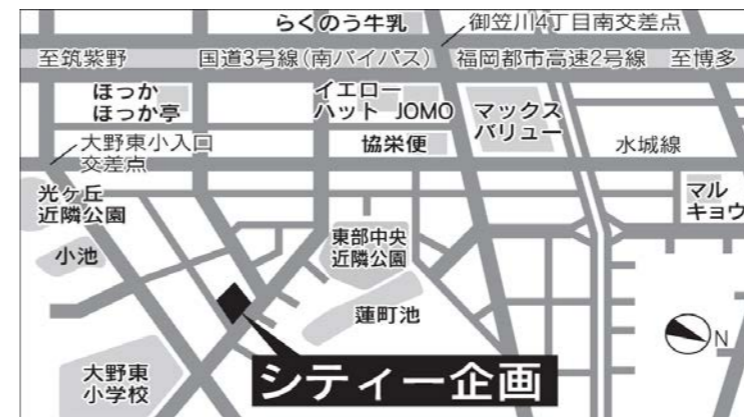 らくのう牛乳
御笠川4丁目南交差点
至筑紫野
国道3号線(南バイパス)
福岡都市高速2号線
至博多
ほっか
ほっか亭
イエロー
ハット
JOMO
マックス
バリュー
大野東小入口
交差点
協栄便
水城線
光ヶ丘
近隣公園
マル
キョウ
小池
東部中央
近隣公園
蓮町池
N
大野東
小学校
シティー企画